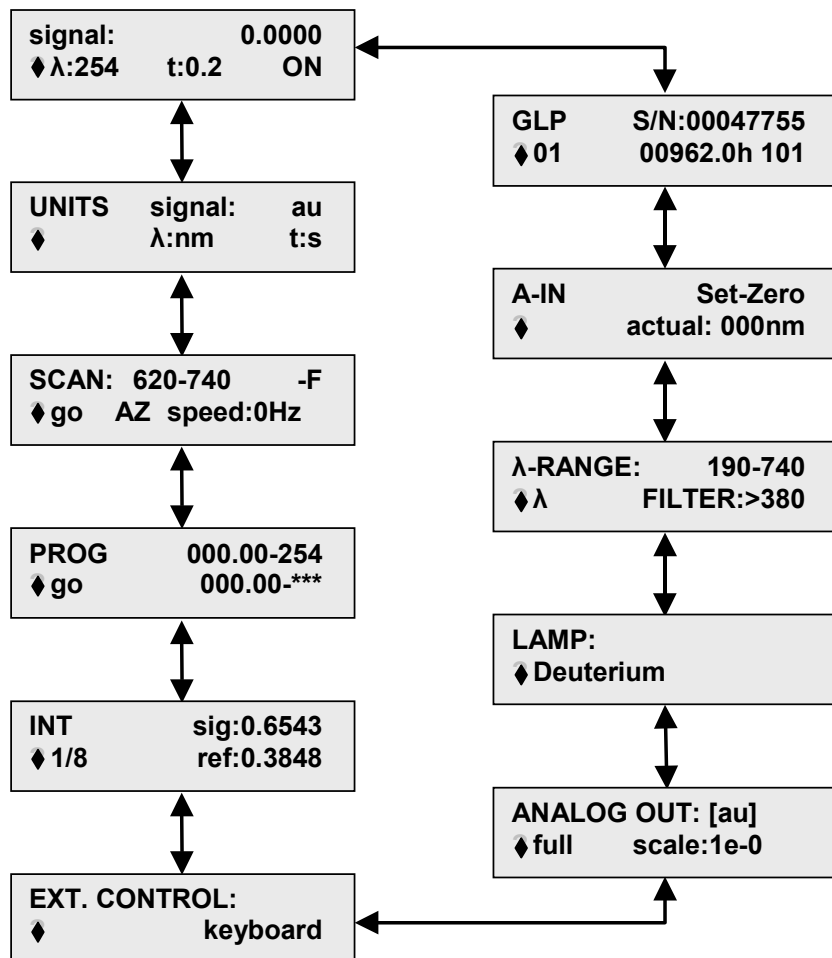 signal: 0.0000
♦ λ:254 t:0.2 ON
UNITS signal: au
♦ λ:nm t:s
SCAN: 620-740 -F
♦ go AZ speed:0Hz
PROG 000.00-254
♦ go 000.00-***
INT sig:0.6543
♦ 1/8 ref:0.3848
EXT. CONTROL:
♦ keyboard
GLP S/N:00047755
♦ 01 00962.0h 101
A-IN Set-Zero
♦ actual: 000nm
λ-RANGE: 190-740
♦ λ FILTER:>380
LAMP:
♦ Deuterium
ANALOG OUT: [au]
♦ full scale:1e-0